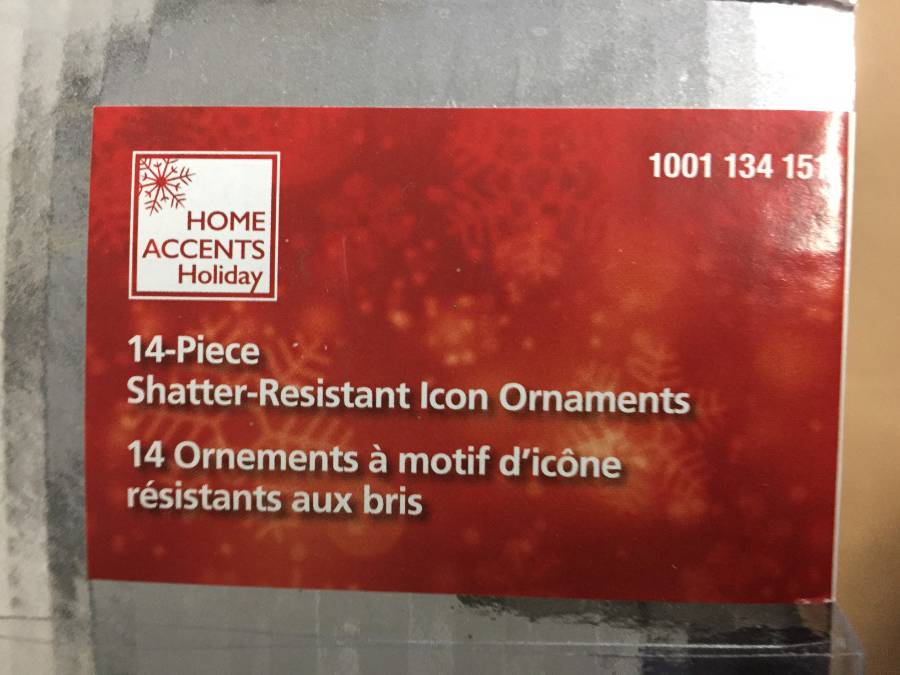 HOME
ACCENTS
Holiday
1001 134 151
14-Piece
Shatter-Resistant Icon Ornaments
14 Ornements à motif d'icône
résistants aux bris